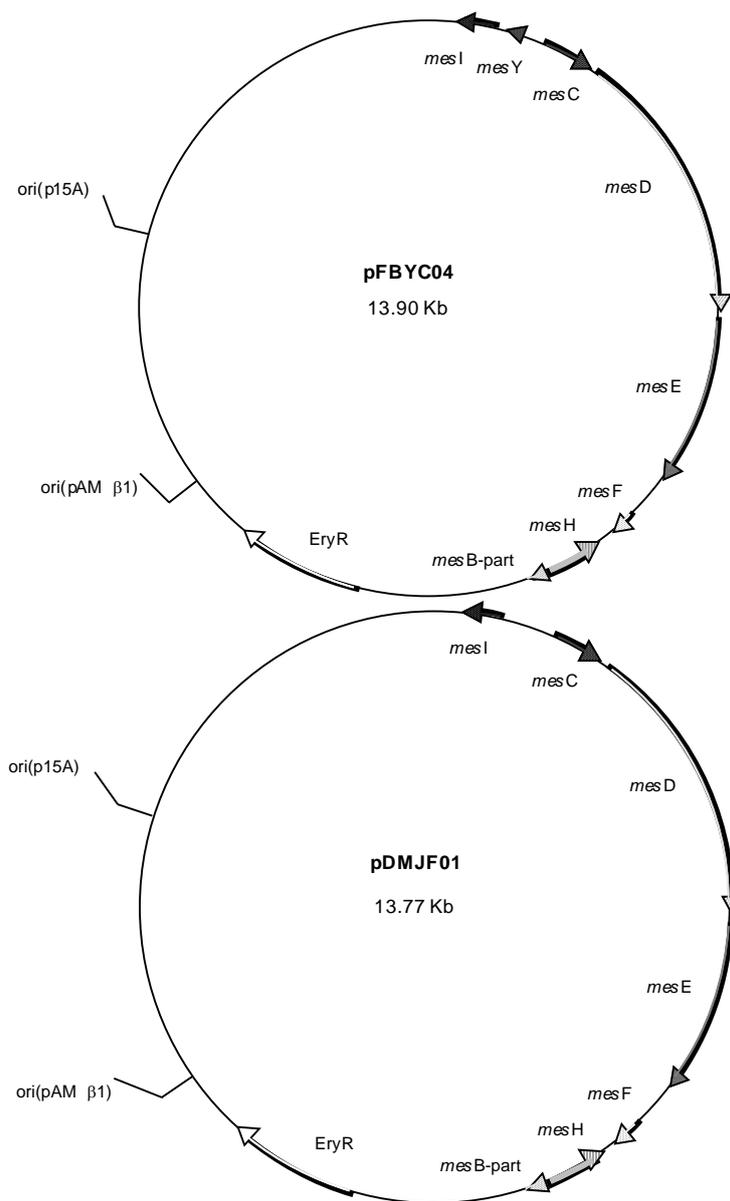 mesI
mesY
mesC
ori(p15A)
mesD
pFBYC04
13.90 Kb
mesE
ori(pAM β1)
mesF
mesH
EryR
mesB-part
mesI
mesC
ori(p15A)
mesD
pDMJF01
13.77 Kb
mesE
ori(pAM β1)
mesF
mesH
EryR
mesB-part